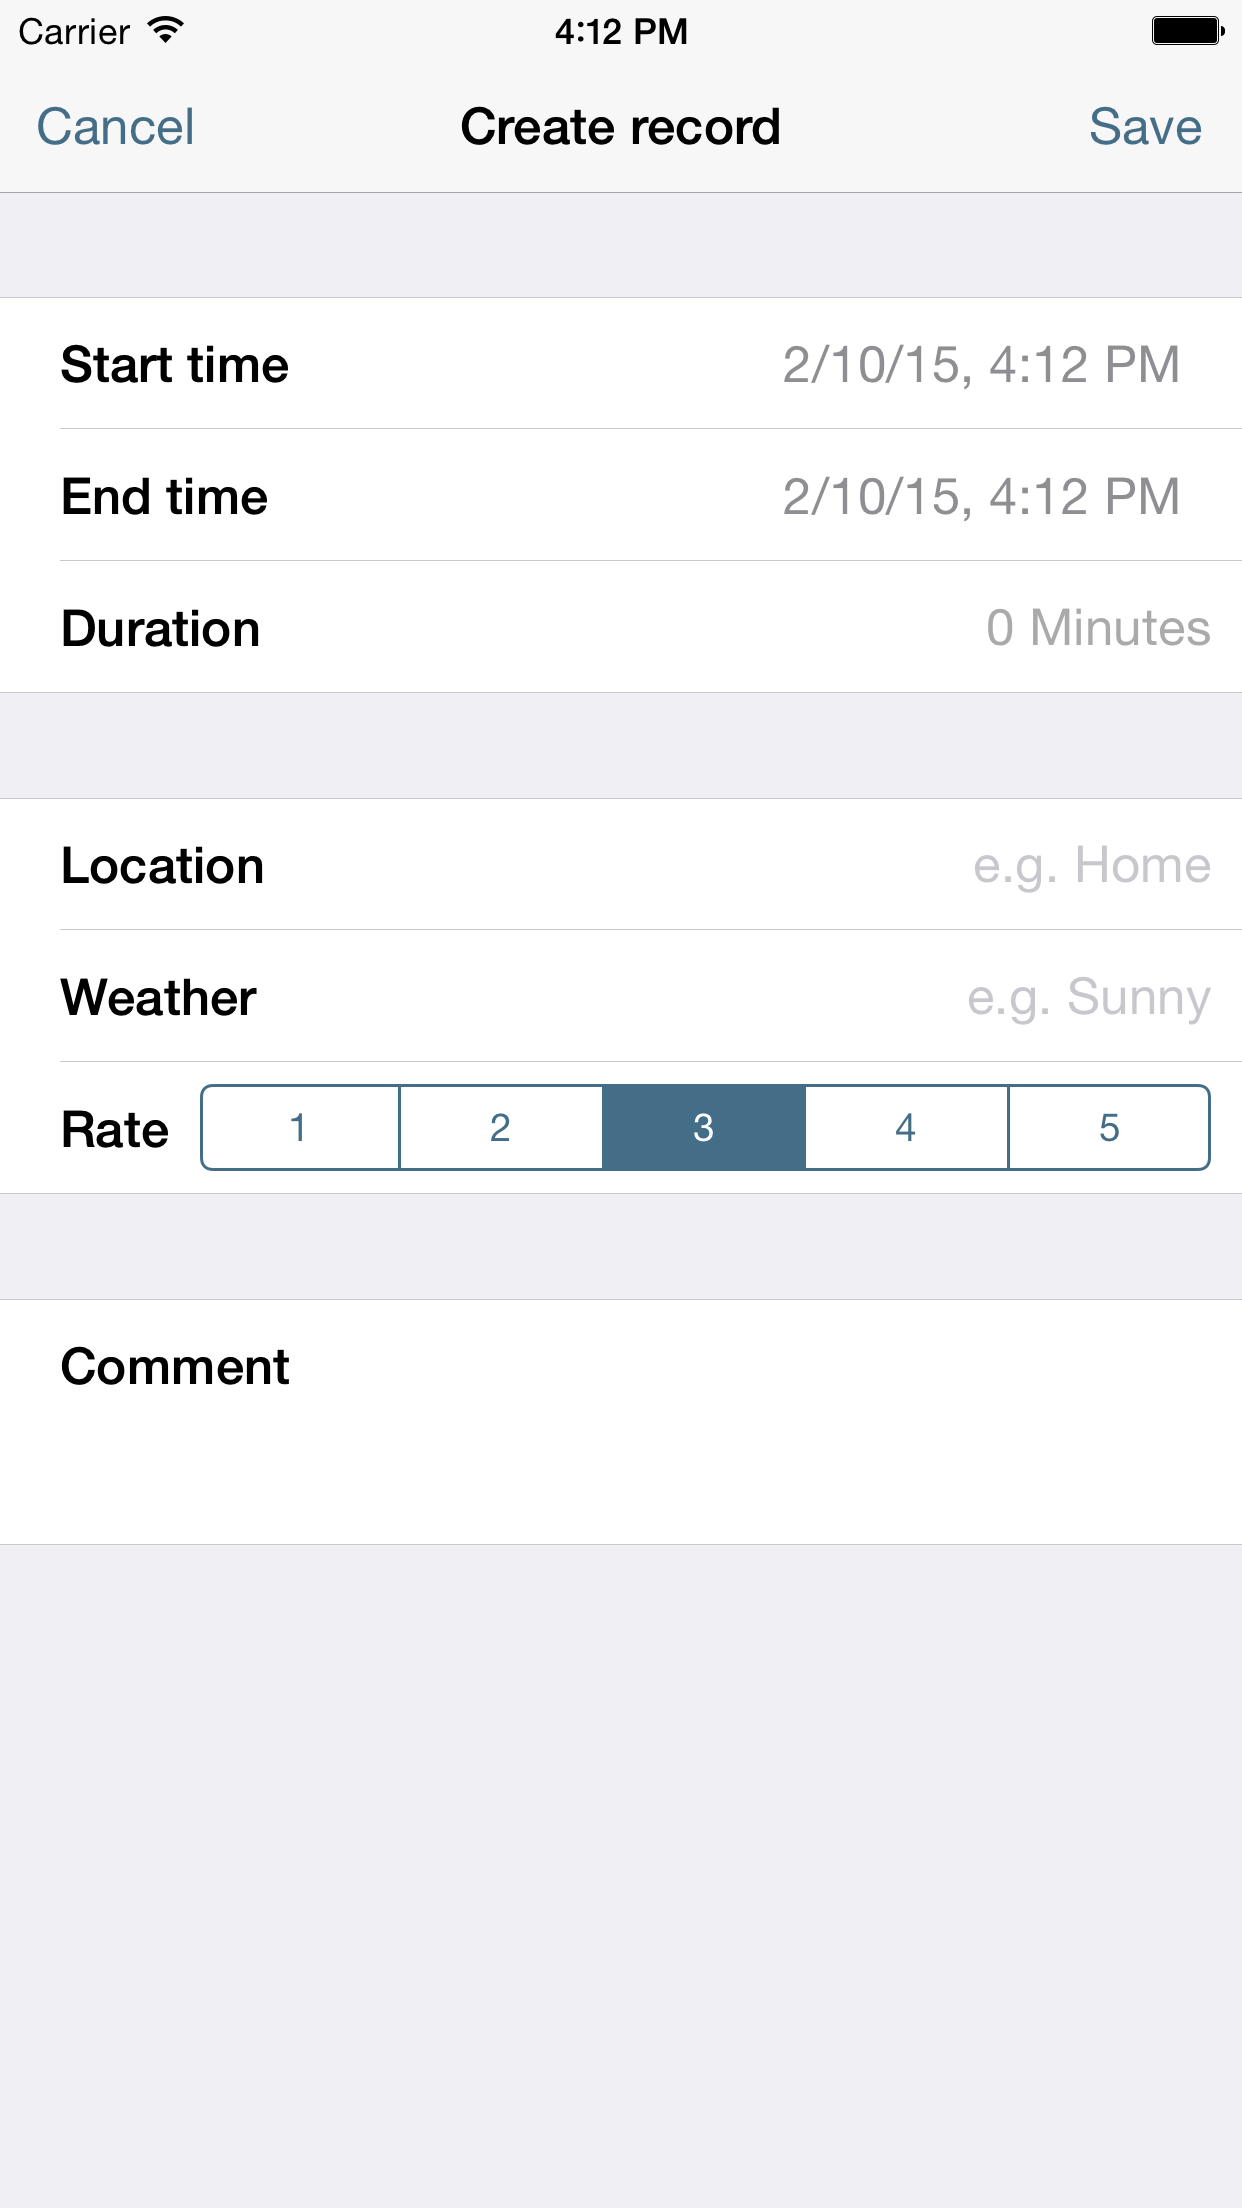 Carrier 4:12 PM
Cancel Create record Save
Start time 2/10/15, 4:12 PM
End time 2/10/15, 4:12 PM
Duration 0 Minutes
Location e.g. Home
Weather e.g. Sunny
Rate 1 2 3 4 5
Comment